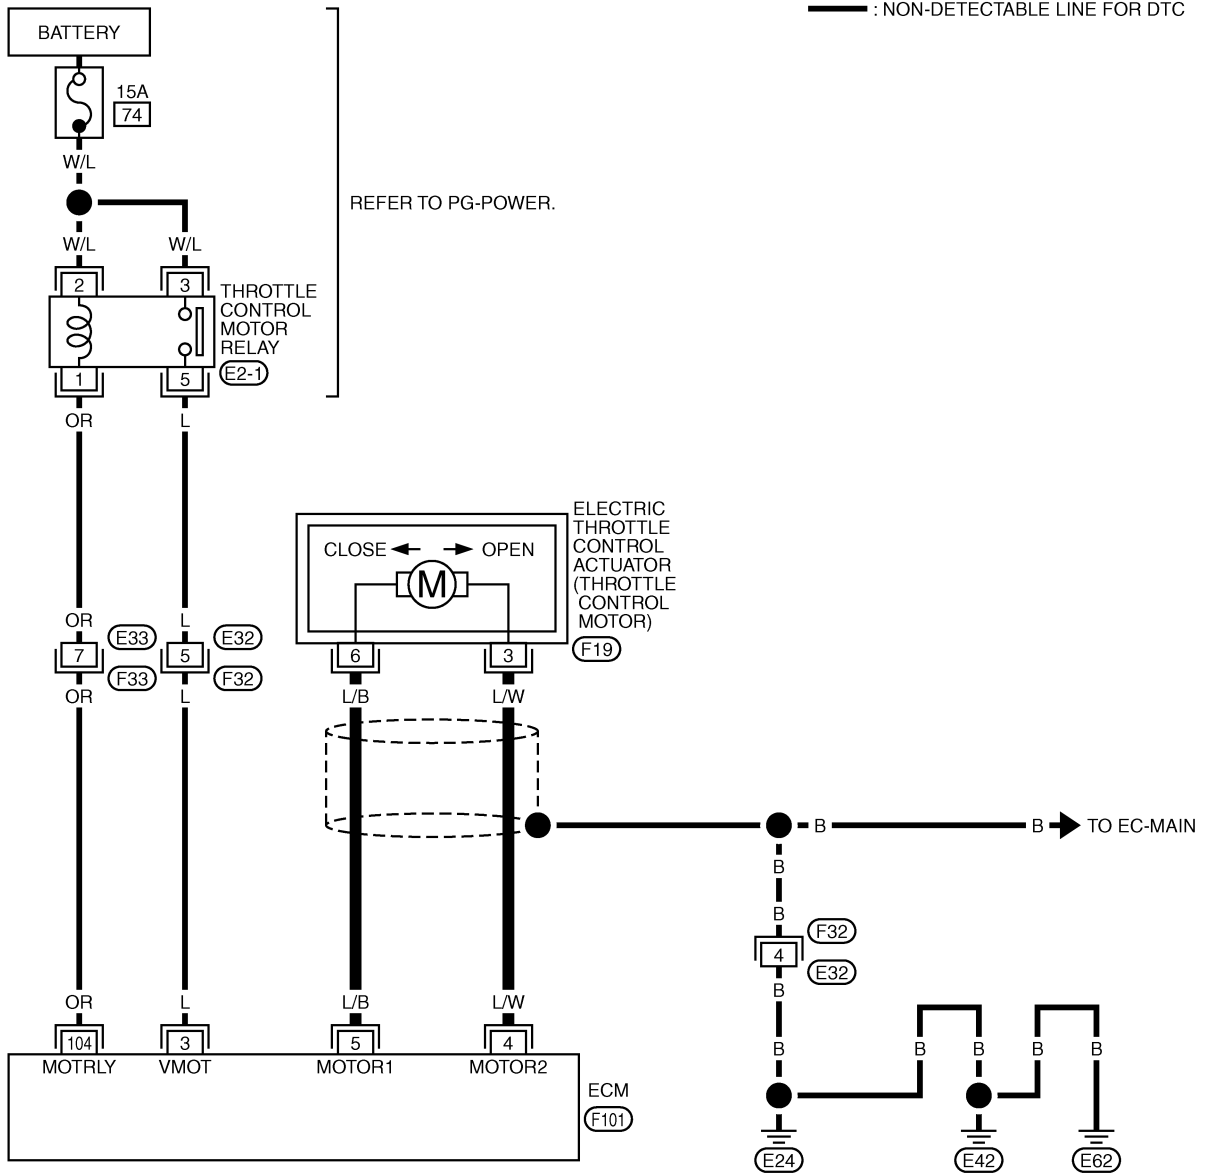 BATTERY
: NON-DETECTABLE LINE FOR DTC
15A
74
W/L
REFER TO PG-POWER.
W/L
W/L
2
3
THROTTLE
CONTROL
MOTOR
RELAY
E2-1
1
5
OR
L
ELECTRIC
THROTTLE
CONTROL
ACTUATOR
(THROTTLE
CONTROL
MOTOR)
CLOSE
OPEN
M
F19
OR
L
E33
E32
7
5
6
3
F33
F32
OR
L
L/B
L/W
B
B
TO EC-MAIN
B
B
F32
4
E32
B
OR
L
L/B
L/W
104
3
5
4
B
B
B
B
B
MOTRLY
VMOT
MOTOR1
MOTOR2
ECM
F101
E24
E42
E62